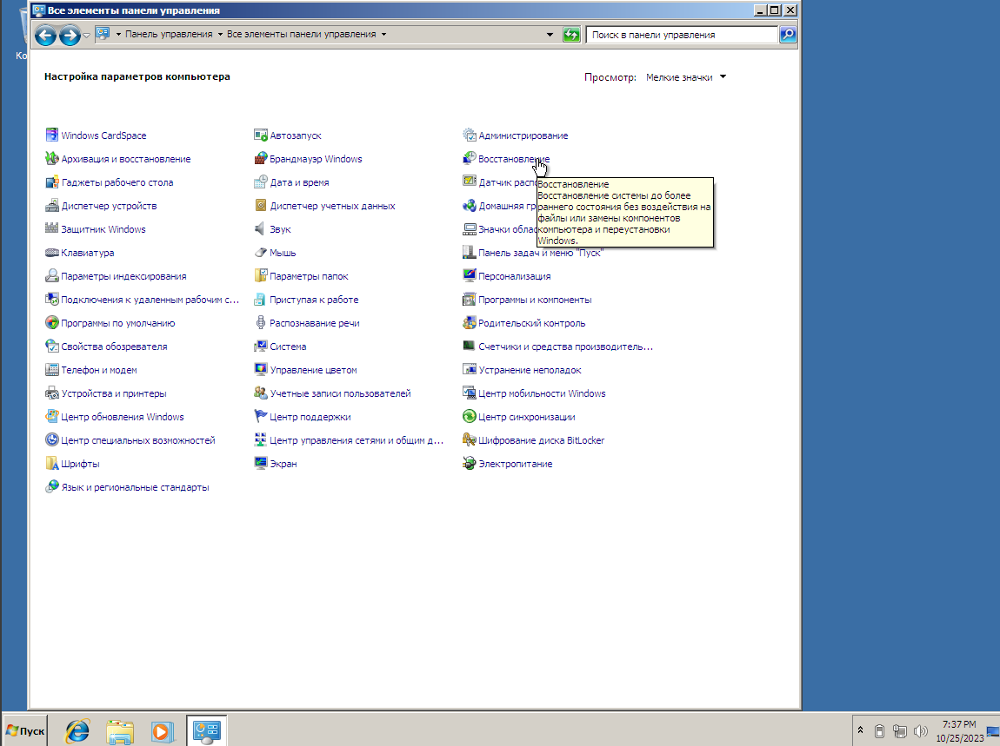 Все элементы панели управления
Панель управления
Все элементы панели управления
Поиск в панели управления
Ко
Настройка параметров компьютера
Просмотр: Мелкие значки
Windows CardSpace
Автозапуск
Администрирование
Архивация и восстановление
Брандмауэр Windows
Восстановление
Гаджеты рабочего стола
Дата и время
Датчик расп
Восстановление
Восстановление системы до более
раннего состояния без воздействия на
файлы или замены компонентов
компьютера и переустановки
Windows.
Диспетчер устройств
Диспетчер учетных данных
Домашняя гр
Защитник Windows
Звук
Значки облас
Клавиатура
Мышь
Панель задач и меню "Пуск"
Параметры индексирования
Параметры папок
Персонализация
Подключения к удаленным рабочим с...
Приступая к работе
Программы и компоненты
Программы по умолчанию
Распознавание речи
Родительский контроль
Свойства обозревателя
Система
Счетчики и средства производитель...
Телефон и модем
Управление цветом
Устранение неполадок
Устройства и принтеры
Учетные записи пользователей
Центр мобильности Windows
Центр обновления Windows
Центр поддержки
Центр синхронизации
Центр специальных возможностей
Центр управления сетями и общим д...
Шифрование диска BitLocker
Шрифты
Экран
Электропитание
Язык и региональные стандарты
Пуск
7:37 PM
10/25/2023